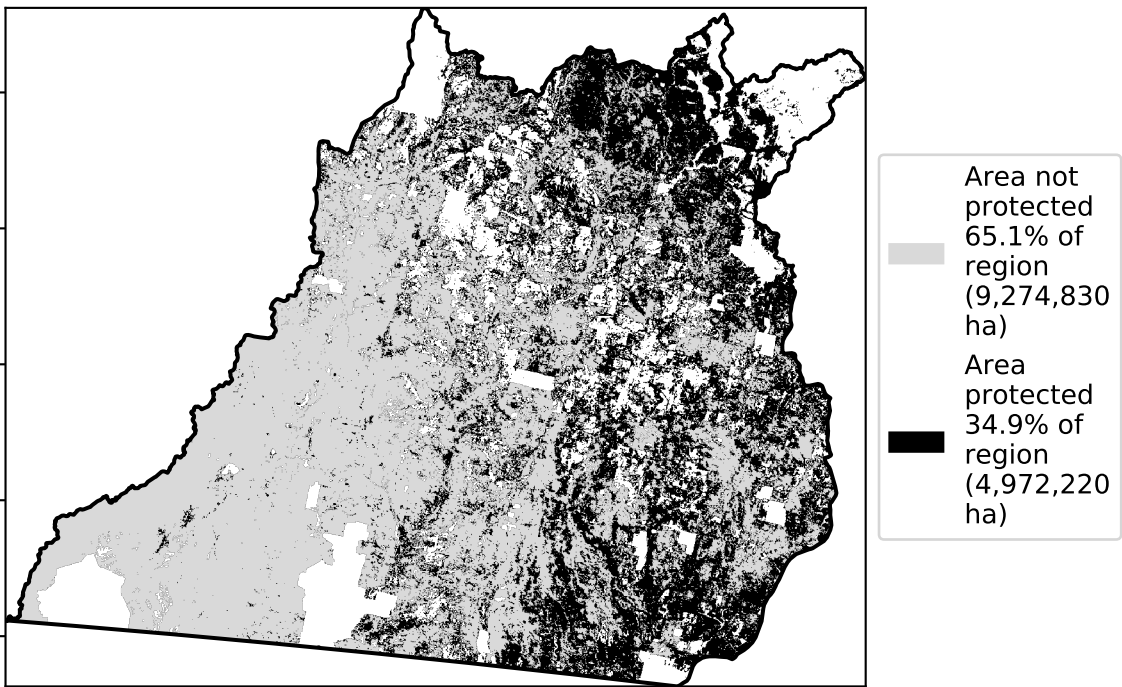 Area not
protected
65.1% of
region
(9,274,830
ha)
Area
protected
34.9% of
region
(4,972,220
ha)